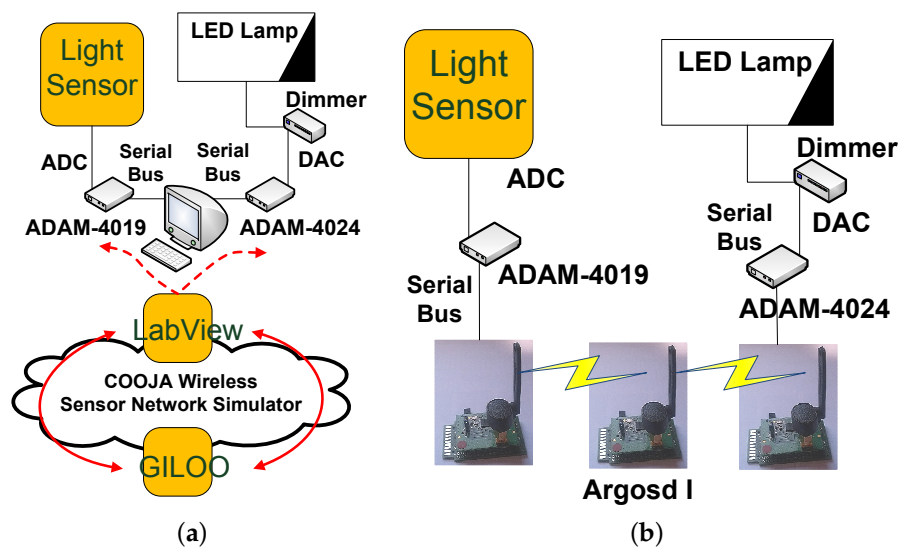 LED Lamp
Light
Sensor
Dimmer
ADC
Serial
Bus
Serial
Bus
DAC
ADAM-4019
ADAM-4024
LabView
COOJA Wireless
Sensor Network Simulator
GILOO
(a)
Light
Sensor
LED Lamp
ADC
Dimmer
Serial
Bus
DAC
ADAM-4019
Serial
Bus
ADAM-4024
Argosd I
(b)